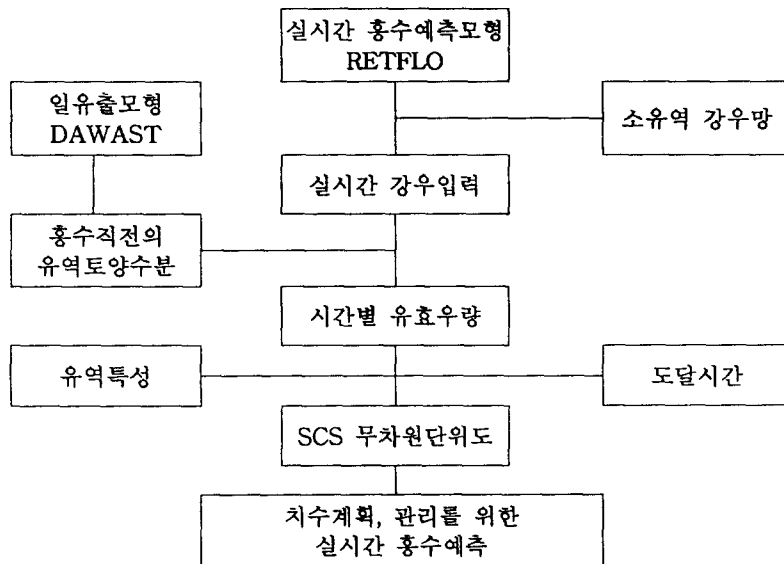 실시간 홍수예측모형
RETFLO
일유출모형
DAWAST
소유역 강우망
실시간 강우입력
홍수직전의
유역토양수분
시간별 유효우량
유역특성
도달시간
SCS 무차원단위도
치수계획, 관리를 위한
실시간 홍수예측